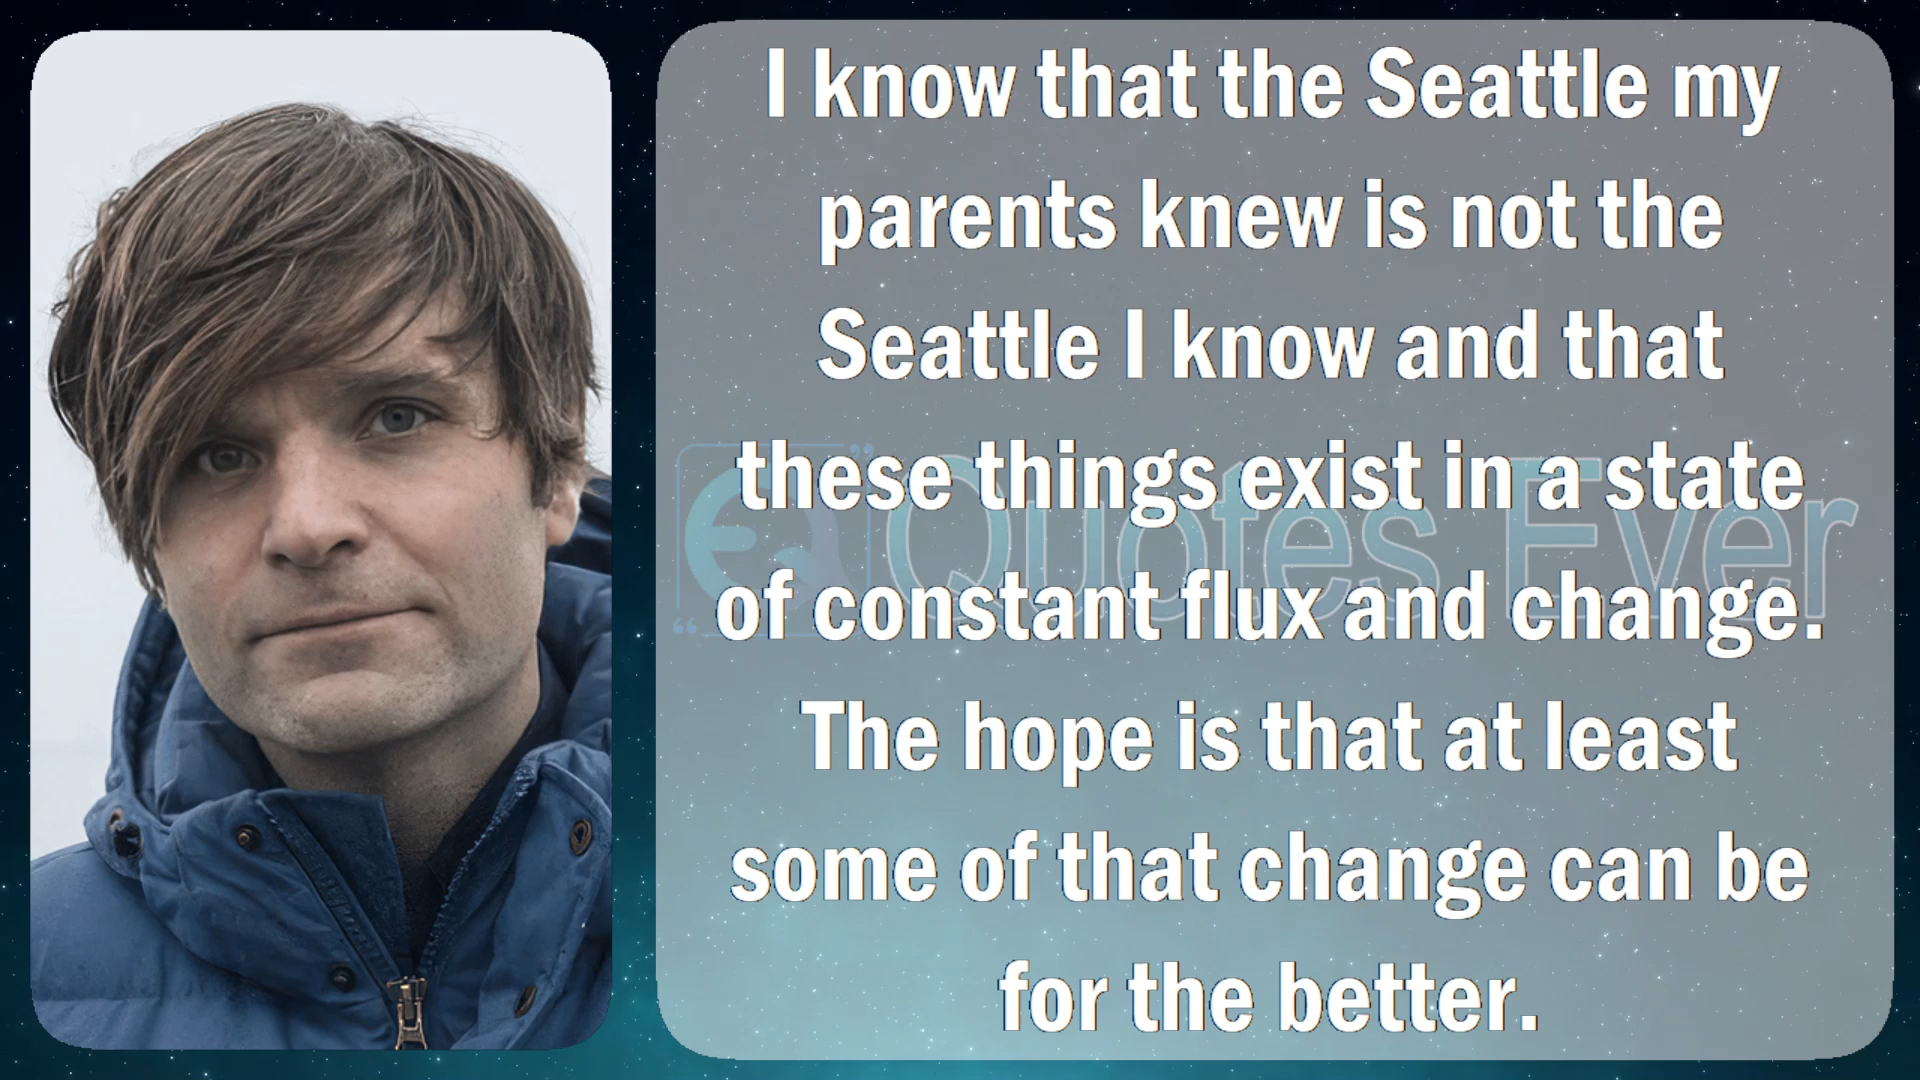 I know that the Seattle my
parents knew is not the
Seattle I know and that
these things exist in a state
of constant flux and change.
The hope is that at least
some of that change can be
for the better.
EQ Quotes Ever